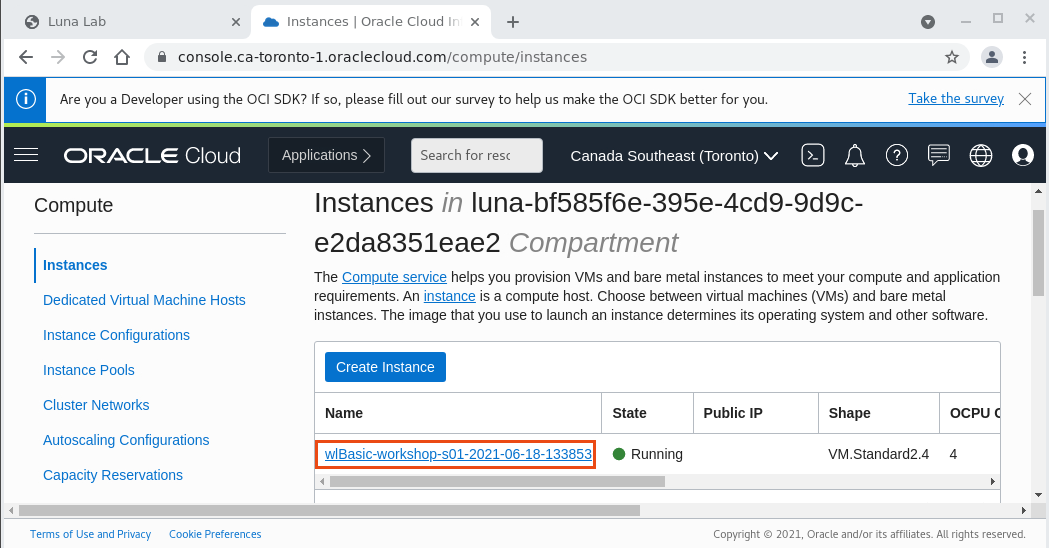 Luna Lab
Instances | Oracle Cloud In
console.ca-toronto-1.oraclecloud.com/compute/instances
Are you a Developer using the OCI SDK? If so, please fill out our survey to help us make the OCI SDK better for you.
Take the survey
ORACLE Cloud
Applications
Search for resc
Canada Southeast (Toronto)
Compute
Instances
Dedicated Virtual Machine Hosts
Instance Configurations
Instance Pools
Cluster Networks
Autoscaling Configurations
Capacity Reservations
Instances in luna-bf585f6e-395e-4cd9-9d9c-
e2da8351eae2 Compartment
The Compute service helps you provision VMs and bare metal instances to meet your compute and application
requirements. An instance is a compute host. Choose between virtual machines (VMs) and bare metal
instances. The image that you use to launch an instance determines its operating system and other software.
Create Instance
Name State Public IP Shape OCPU C
wlBasic-workshop-s01-2021-06-18-133853 Running VM.Standard2.4 4
Terms of Use and Privacy Cookie Preferences
Copyright © 2021, Oracle and/or its affiliates. All rights reserved.